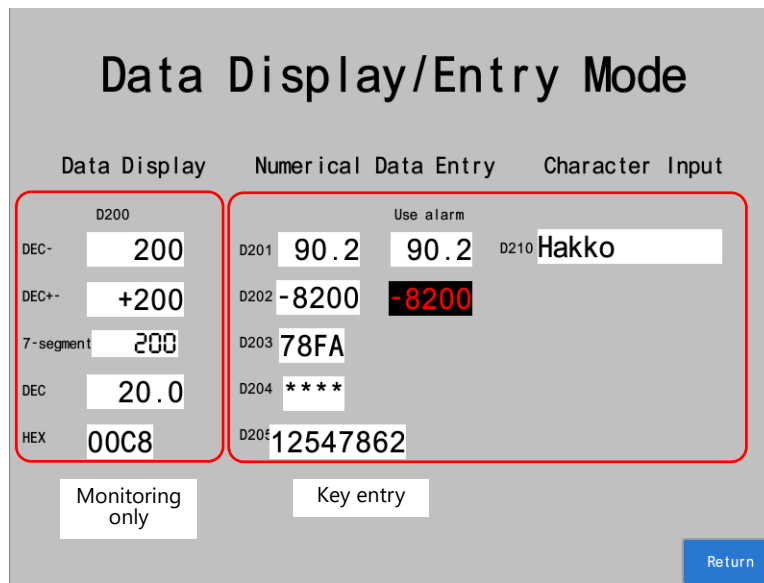 Data Display/Entry Mode
Data Display Numerical Data Entry Character Input
D200 Use alarm
DEC- 200 D201 90.2 90.2 D210 Hakko
DEC+- +200 D202 -8200 -8200
7-segment 200 D203 78FA
DEC 20.0 D204 ****
HEX 00C8 D205 12547862
Monitoring
only
Key entry
Return